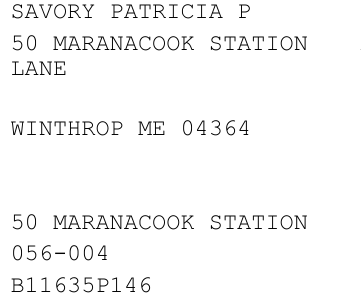 SAVORY PATRICIA P
50 MARANACOOK STATION
LANE
WINTHROP ME 04364
50 MARANACOOK STATION
056-004
B11635P146